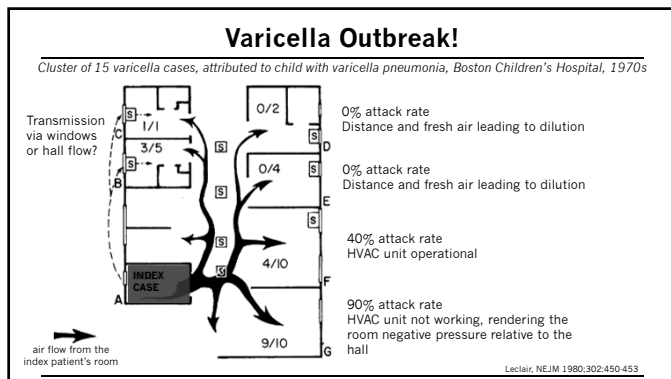 Varicella Outbreak!
Cluster of 15 varicella cases, attributed to child with varicella pneumonia, Boston Children's Hospital, 1970s
Transmission
via windows
or hall flow?
S
1/1
C
3/5
S
B
INDEX
CASE
A
S
S
S
S
0/2
S
D
0/4
S
E
S
4/10
F
9/10
G
0% attack rate
Distance and fresh air leading to dilution
0% attack rate
Distance and fresh air leading to dilution
40% attack rate
HVAC unit operational
90% attack rate
HVAC unit not working, rendering the
room negative pressure relative to the
hall
air flow from the
index patient's room
Leclair, NEJM 1980;302:450-453